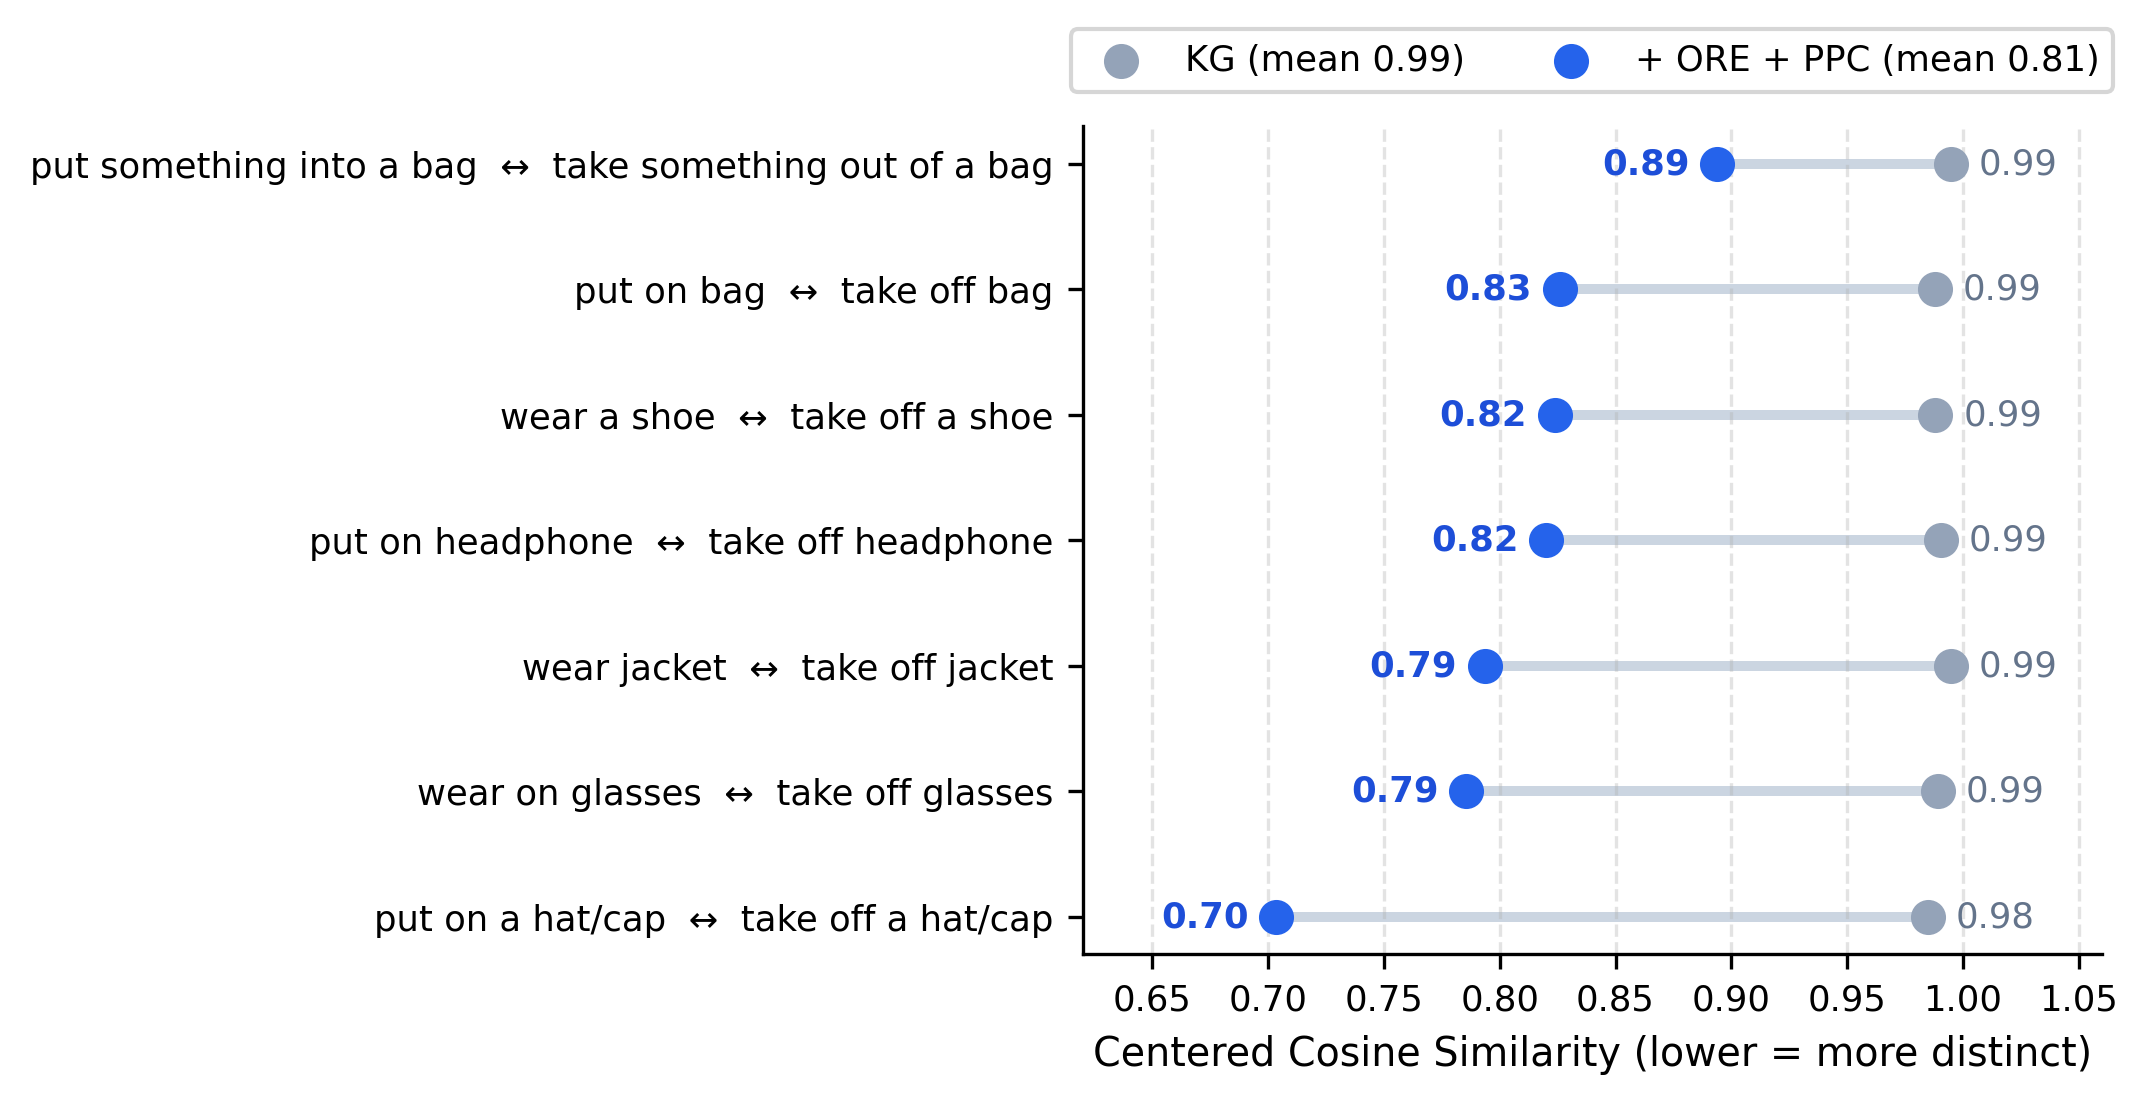 KG (mean 0.99)   + ORE + PPC (mean 0.81)
put something into a bag ↔ take something out of a bag   0.89   0.99
put on bag ↔ take off bag   0.83   0.99
wear a shoe ↔ take off a shoe   0.82   0.99
put on headphone ↔ take off headphone   0.82   0.99
wear jacket ↔ take off jacket   0.79   0.99
wear on glasses ↔ take off glasses   0.79   0.99
put on a hat/cap ↔ take off a hat/cap   0.70   0.98
0.65 0.70 0.75 0.80 0.85 0.90 0.95 1.00 1.05
Centered Cosine Similarity (lower = more distinct)